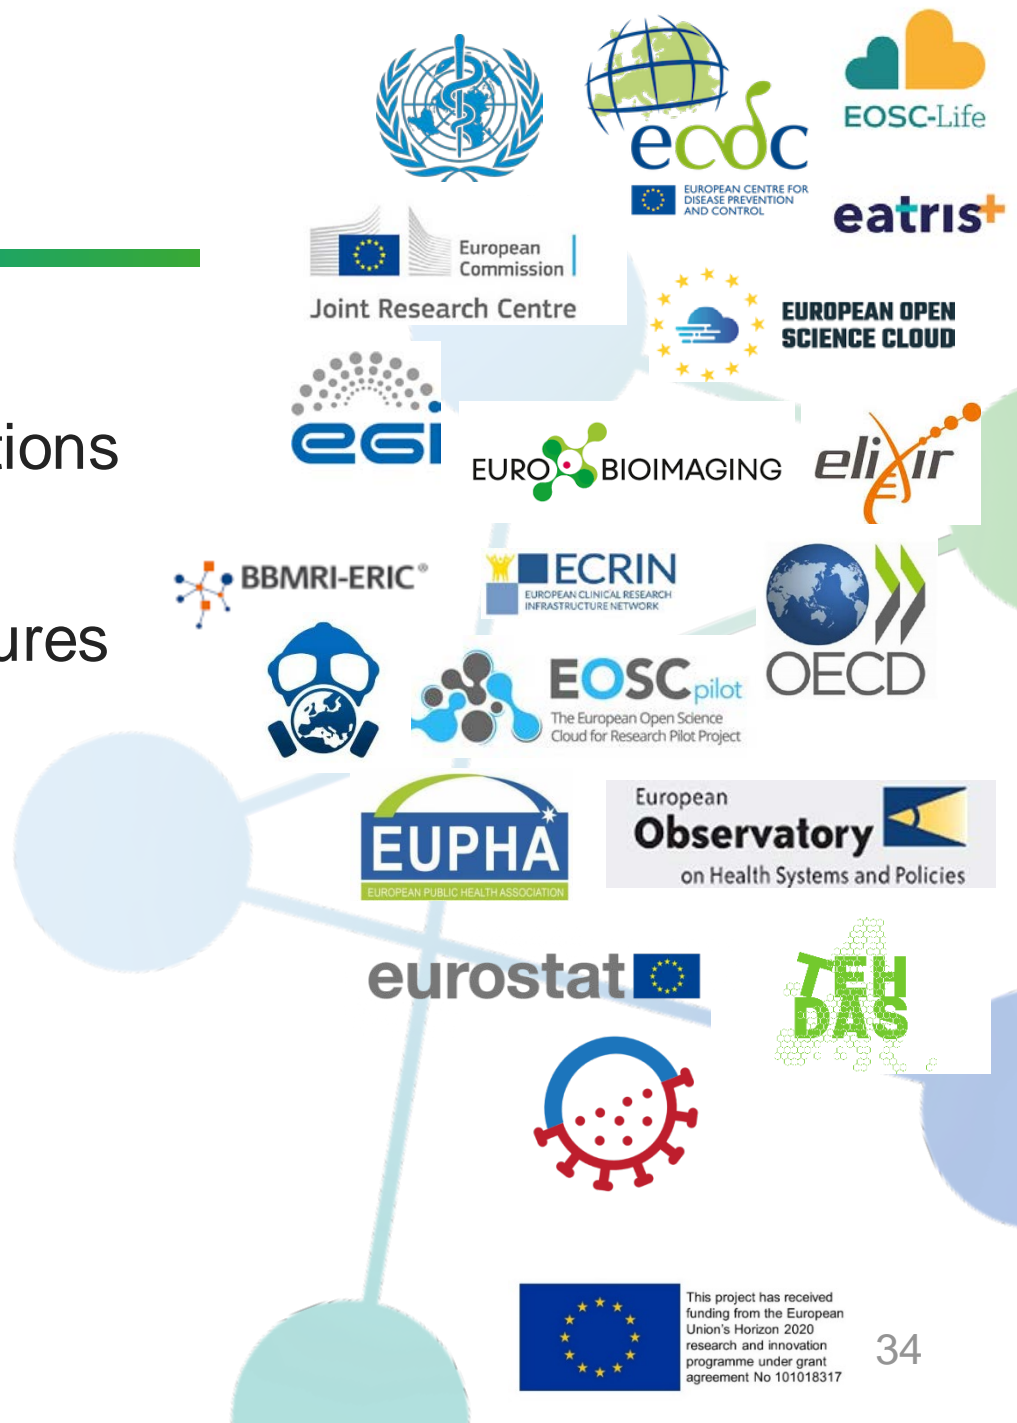 ecdc
EUROPEAN CENTRE FOR
DISEASE PREVENTION
AND CONTROL
EOSC-Life
eatris+
European
Commission
Joint Research Centre
EUROPEAN OPEN
SCIENCE CLOUD
egi
tions
EURO BIOIMAGING
elixir
BBMRI-ERIC®
ECRIN
EUROPEAN CLINICAL RESEARCH
INFRASTRUCTURE NETWORK
OECD
ures
EOSCpilot
The European Open Science
Cloud for Research Pilot Project
EUPHA
EUROPEAN PUBLIC HEALTH ASSOCIATION
European
Observatory
on Health Systems and Policies
eurostat
TEH
DAS
This project has received
funding from the European
Union's Horizon 2020
research and innovation
programme under grant
agreement No 101018317
34